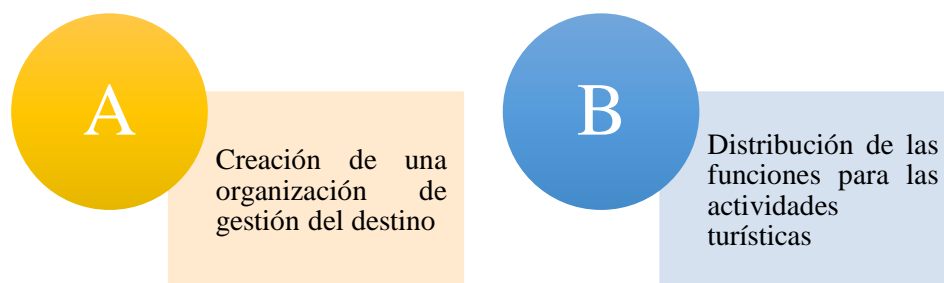 A
Creación de una
organización de
gestión del destino
B
Distribución de las
funciones para las
actividades
turísticas